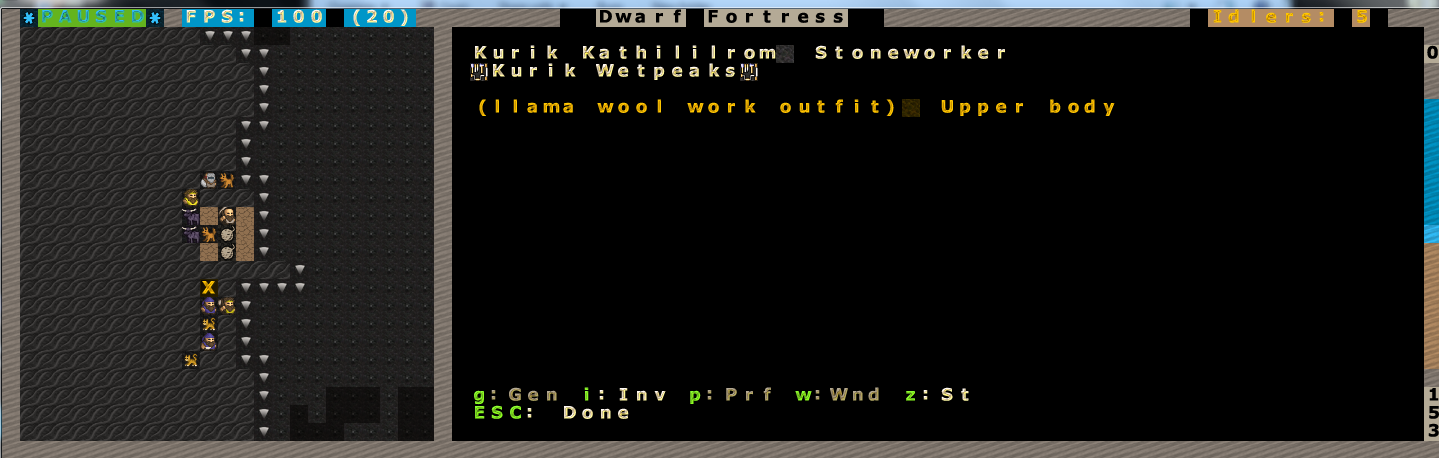 *PAUSED* FPS: 100 (20) Dwarf Fortress Idlers: 5
Kurik Kathililrom Stoneworker
Kurik Wetpeaks
(llama wool work outfit) Upper body
g: Gen i: Inv p: Prf w: Wnd z: St
ESC: Done
X
0
1
5
3